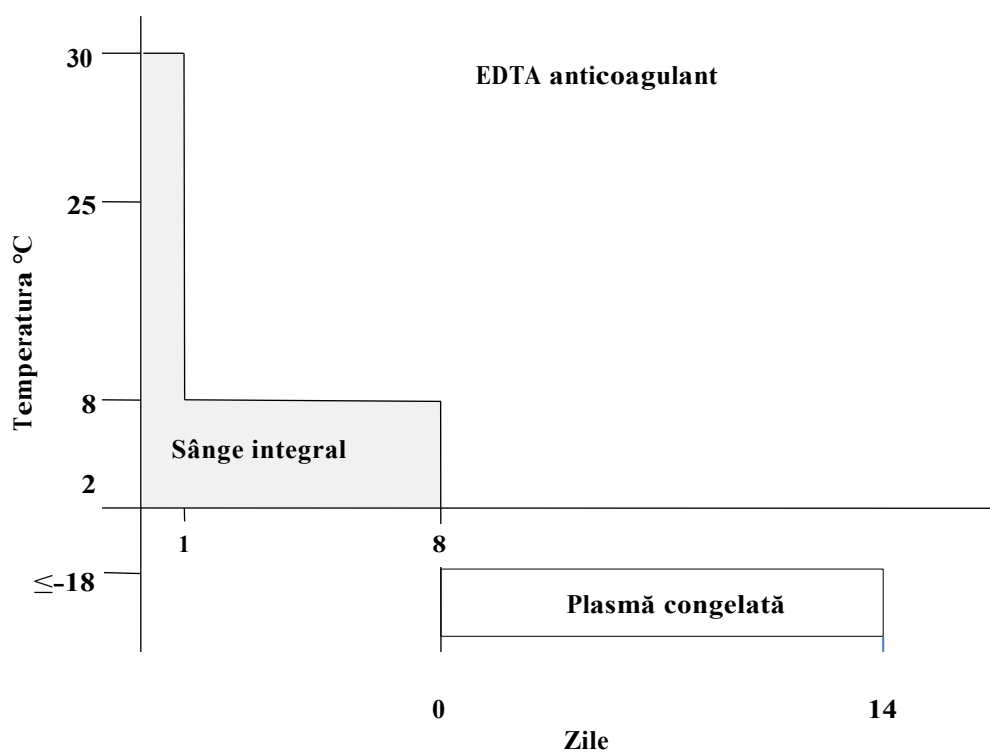 30
EDTA anticoagulant
25
Temperatura °C
8
Sânge integral
2
1
8
≤-18
Plasmă congelată
0
14
Zile